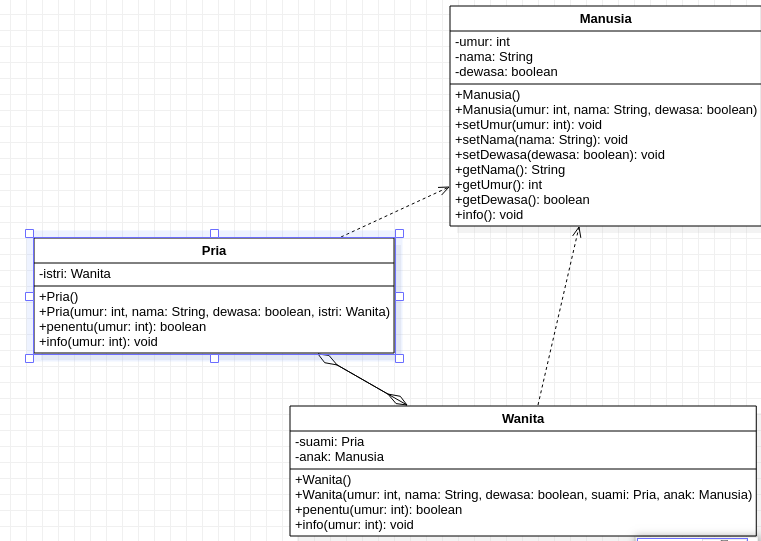 Manusia
-umur: int
-nama: String
-dewasa: boolean
+Manusia()
+Manusia(umur: int, nama: String, dewasa: boolean)
+setUmur(umur: int): void
+setNama(nama: String): void
+setDewasa(dewasa: boolean): void
+getNama(): String
+getUmur(): int
+getDewasa(): boolean
+info(): void
Pria
-istri: Wanita
+Pria()
+Pria(umur: int, nama: String, dewasa: boolean, istri: Wanita)
+penentu(umur: int): boolean
+info(umur: int): void
Wanita
-suami: Pria
-anak: Manusia
+Wanita()
+Wanita(umur: int, nama: String, dewasa: boolean, suami: Pria, anak: Manusia)
+penentu(umur: int): boolean
+info(umur: int): void